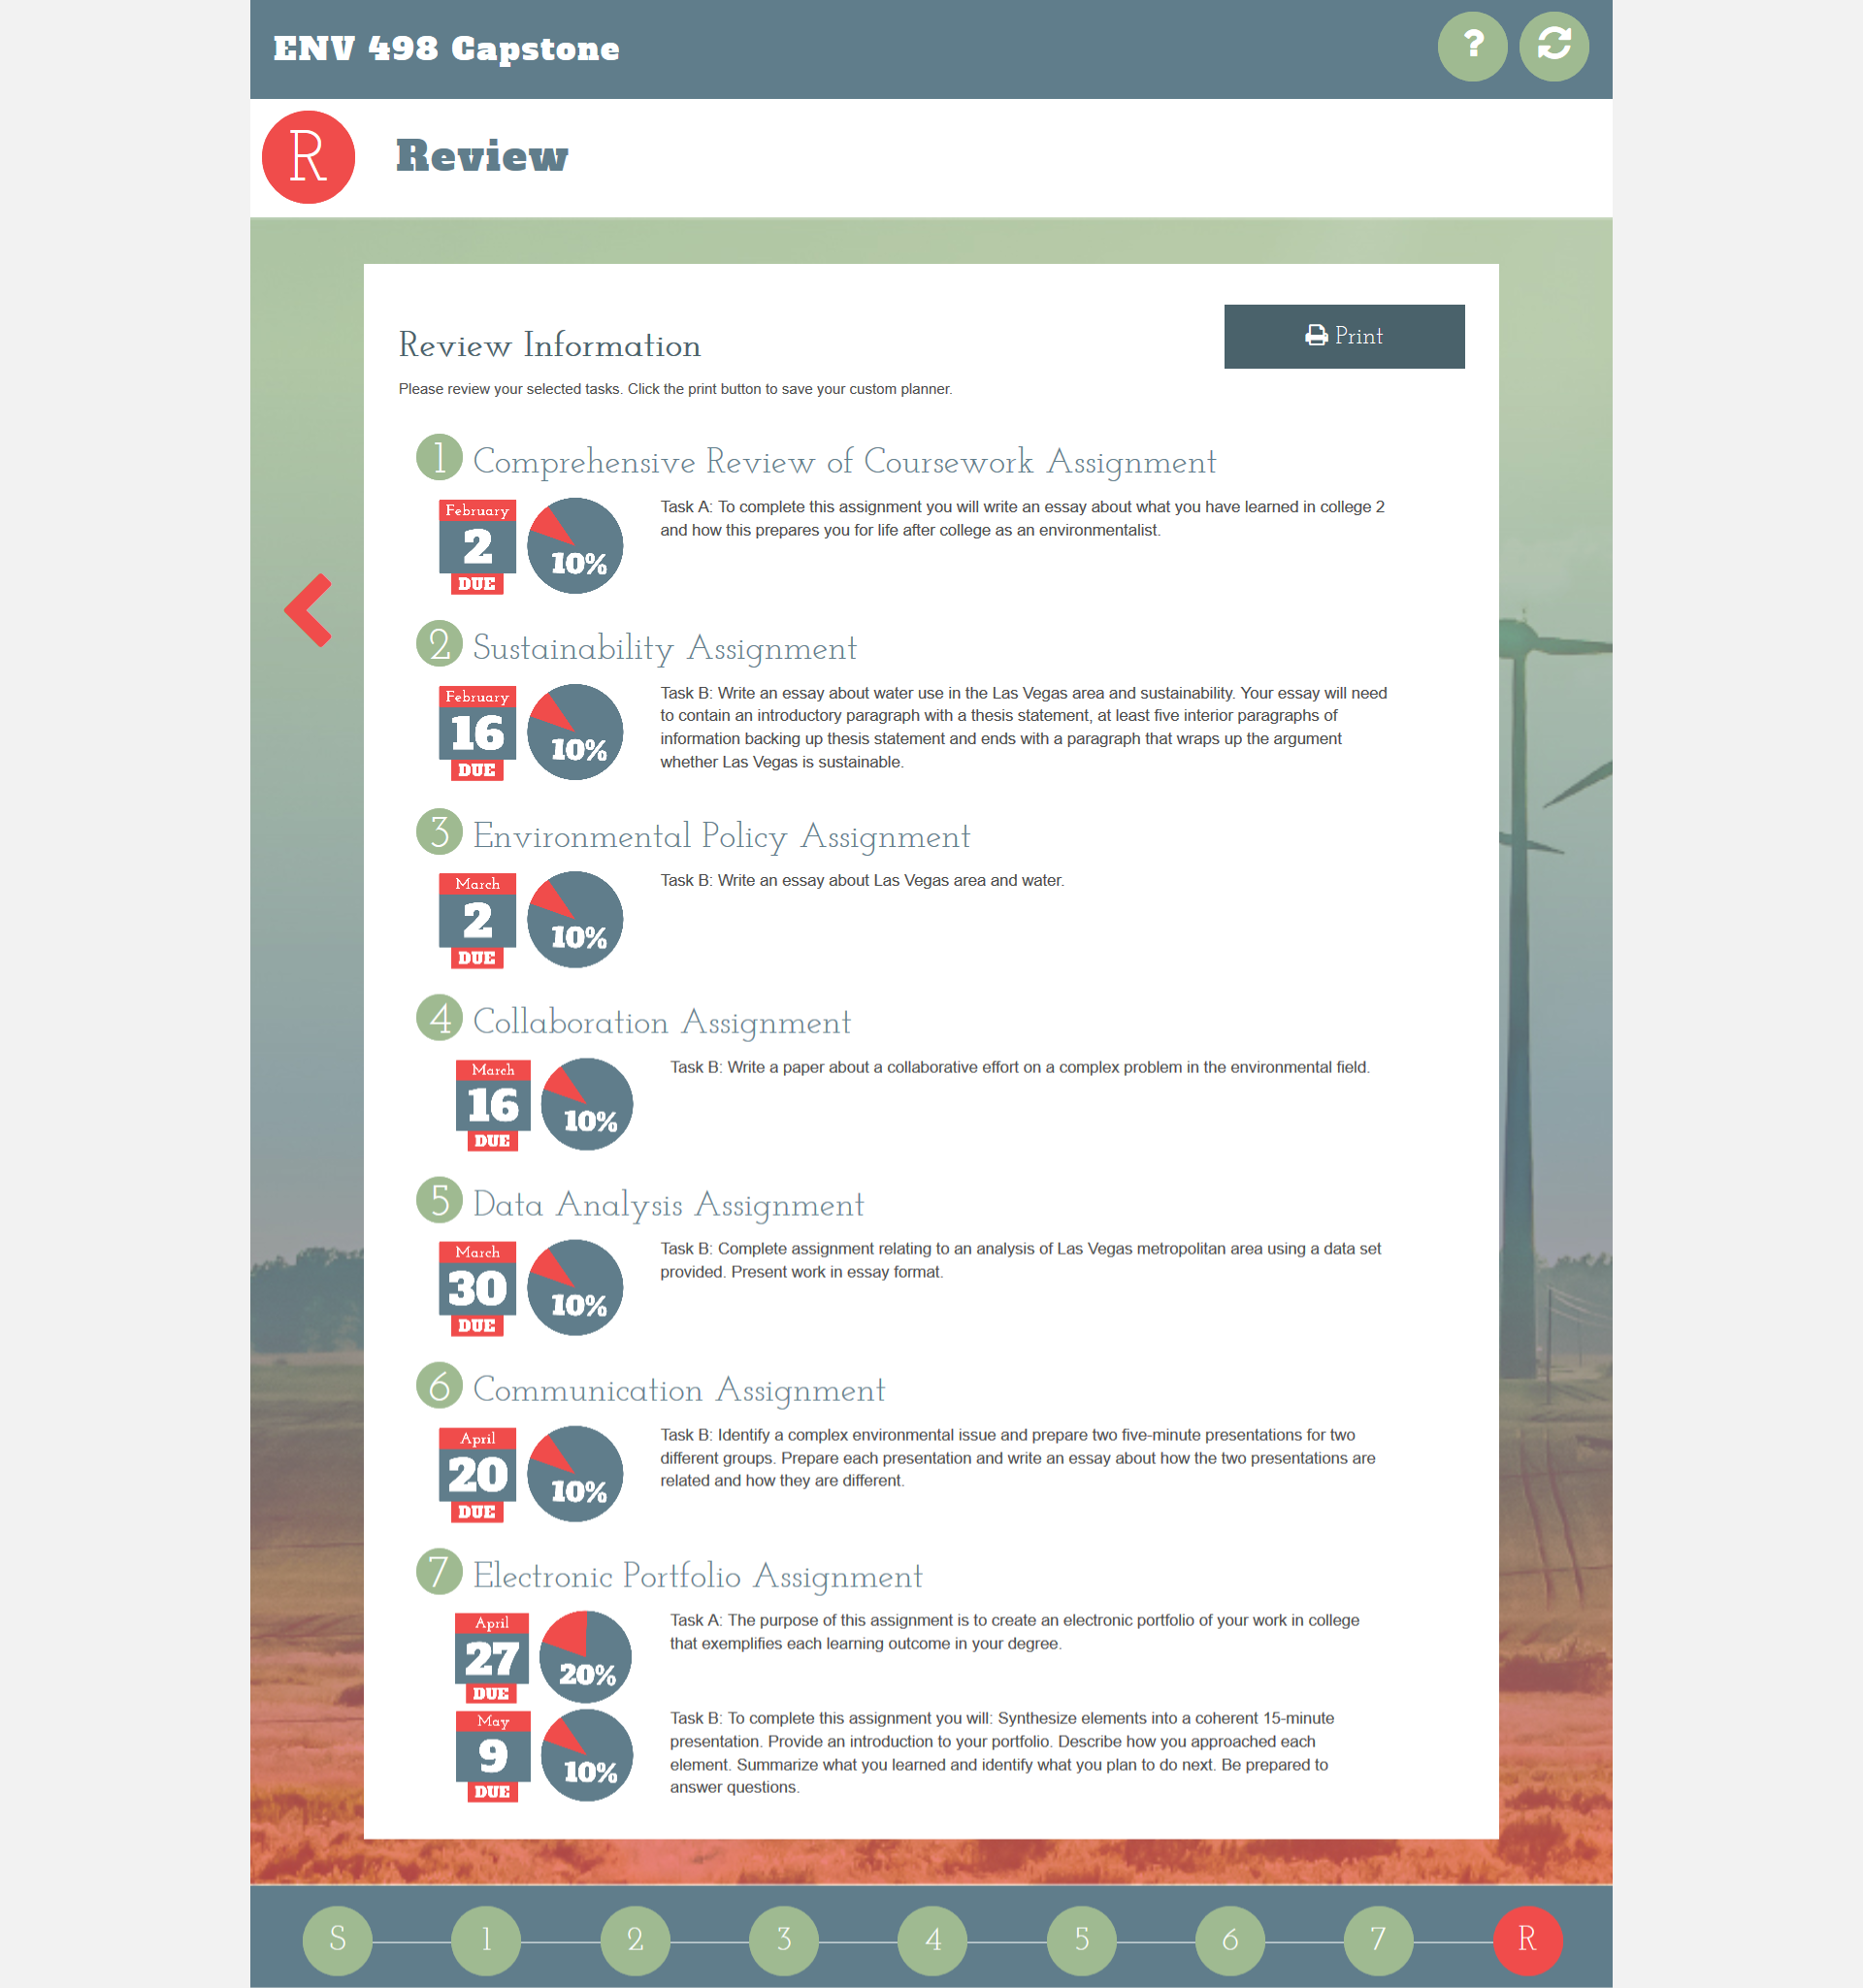 ENV 498 Capstone
?
R
Review
Review Information
Print
Please review your selected tasks. Click the print button to save your custom planner.
1 Comprehensive Review of Coursework Assignment
February
2
DUE
10%
Task A: To complete this assignment you will write an essay about what you have learned in college 2
and how this prepares you for life after college as an environmentalist.
2 Sustainability Assignment
February
16
DUE
10%
Task B: Write an essay about water use in the Las Vegas area and sustainability. Your essay will need
to contain an introductory paragraph with a thesis statement, at least five interior paragraphs of
information backing up thesis statement and ends with a paragraph that wraps up the argument
whether Las Vegas is sustainable.
3 Environmental Policy Assignment
March
2
DUE
10%
Task B: Write an essay about Las Vegas area and water.
4 Collaboration Assignment
March
16
DUE
10%
Task B: Write a paper about a collaborative effort on a complex problem in the environmental field.
5 Data Analysis Assignment
March
30
DUE
10%
Task B: Complete assignment relating to an analysis of Las Vegas metropolitan area using a data set
provided. Present work in essay format.
6 Communication Assignment
April
20
DUE
10%
Task B: Identify a complex environmental issue and prepare two five-minute presentations for two
different groups. Prepare each presentation and write an essay about how the two presentations are
related and how they are different.
7 Electronic Portfolio Assignment
April
27
DUE
20%
Task A: The purpose of this assignment is to create an electronic portfolio of your work in college
that exemplifies each learning outcome in your degree.
May
9
DUE
10%
Task B: To complete this assignment you will: Synthesize elements into a coherent 15-minute
presentation. Provide an introduction to your portfolio. Describe how you approached each
element. Summarize what you learned and identify what you plan to do next. Be prepared to
answer questions.
S 1 2 3 4 5 6 7 R